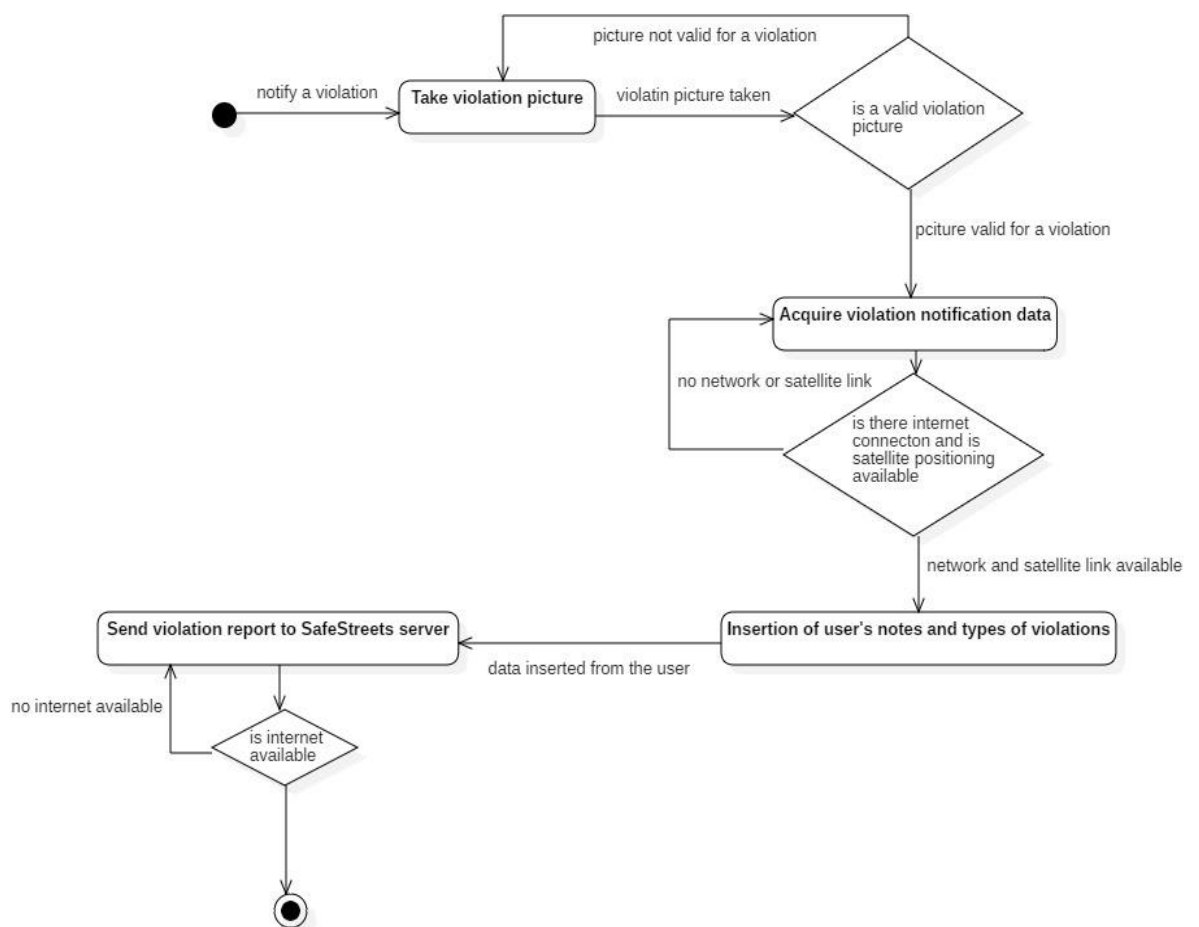 picture not valid for a violation
notify a violation
Take violation picture
violatin picture taken
is a valid violation
picture
pciture valid for a violation
Acquire violation notification data
no network or satellite link
is there internet
connecton and is
satellite positioning
available
network and satellite link available
Insertion of user's notes and types of violations
data inserted from the user
Send violation report to SafeStreets server
no internet available
is internet
available